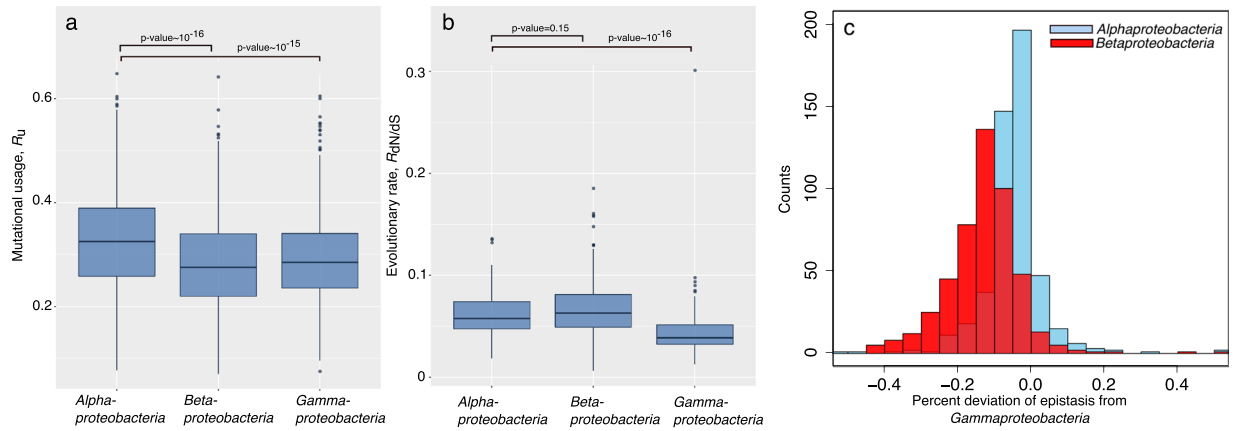 a
p-value~10-16
p-value~10-15
Mutational usage, Ru
0.6
0.4
0.2
Alpha-
proteobacteria
Beta-
proteobacteria
Gamma-
proteobacteria
b
p-value=0.15
p-value~10-16
Evolutionary rate, RdN/dS
0.3
0.2
0.1
0
Alpha-
proteobacteria
Beta-
proteobacteria
Gamma-
proteobacteria
c
Alphaproteobacteria
Betaproteobacteria
Counts
200
150
100
50
0
-0.4
-0.2
0.0
0.2
0.4
Percent deviation of epistasis from
Gammaproteobacteria